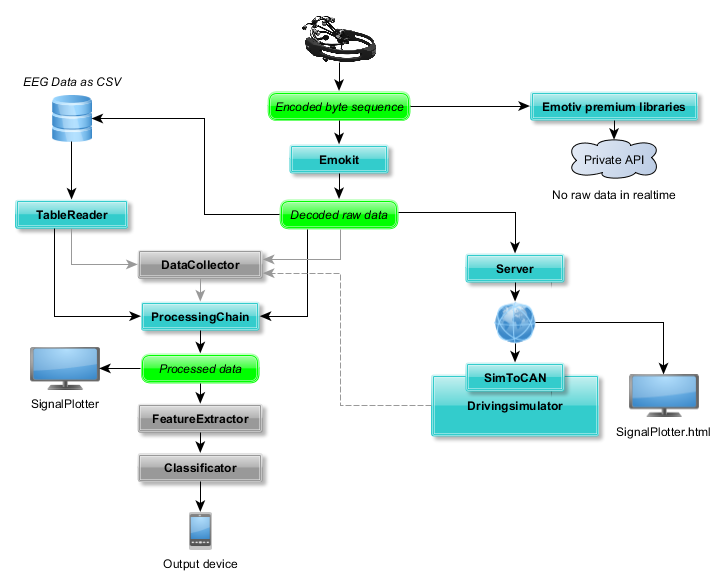 EEG Data as CSV
Encoded byte sequence
Emotiv premium libraries
Emokit
Private API
No raw data in realtime
TableReader
Decoded raw data
DataCollector
Server
ProcessingChain
Processed data
SimToCAN
SignalPlotter
Drivingsimulator
FeatureExtractor
SignalPlotter.html
Classificator
Output device